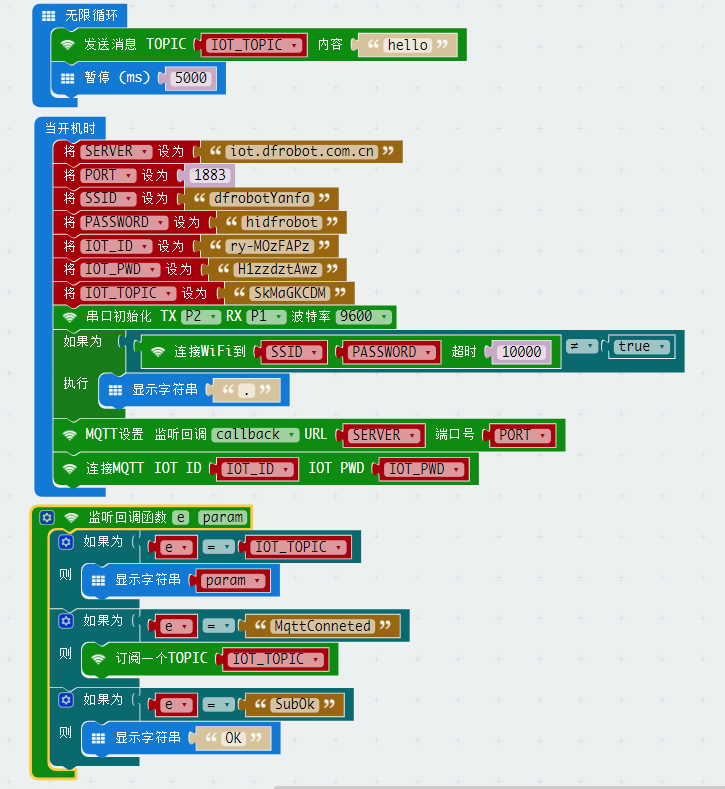 无限循环
发送消息 TOPIC IOT_TOPIC 内容 “ hello ”
暂停 (ms) 5000
当开机时
将 SERVER 设为 “ iot.dfrobot.com.cn ”
将 PORT 设为 1883
将 SSID 设为 “ dfrobotYanfa ”
将 PASSWORD 设为 “ hidfrobot ”
将 IOT_ID 设为 “ ry-MOzFAPz ”
将 IOT_PWD 设为 “ H1zzdztAwz ”
将 IOT_TOPIC 设为 “ SkMaGKCDM ”
串口初始化 TX P2 RX P1 波特率 9600
如果为 连接WiFi到 SSID PASSWORD 超时 10000 ≠ true
执行 显示字符串 “ . ”
MQTT设置 监听回调 callback URL SERVER 端口号 PORT
连接MQTT IOT ID IOT_ID IOT PWD IOT_PWD
监听回调函数 e param
如果为 e = IOT_TOPIC
则 显示字符串 param
如果为 e = “ MqttConneted ”
则 订阅一个TOPIC IOT_TOPIC
如果为 e = “ SubOk ”
则 显示字符串 “ OK ”